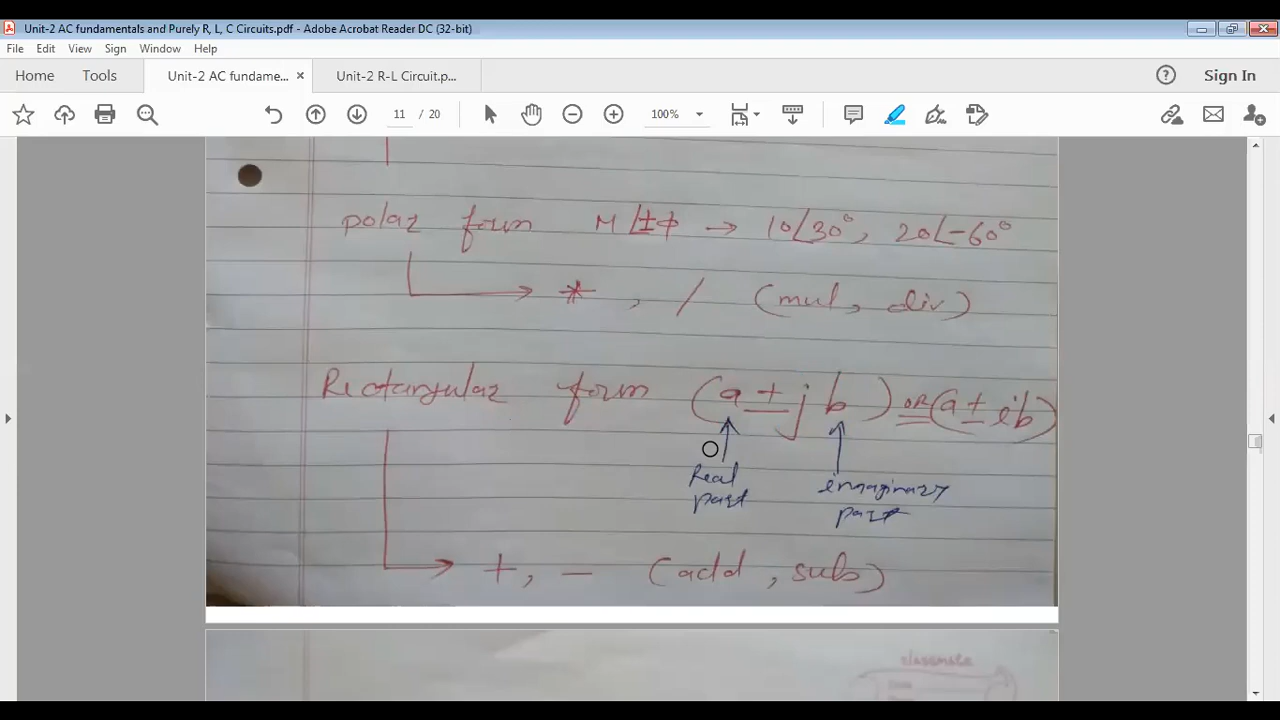 Unit-2 AC fundamentals and Purely R, L, C Circuits.pdf - Adobe Acrobat Reader DC (32-bit)
File Edit View Sign Window Help
Home Tools Unit-2 AC fundame... × Unit-2 R-L Circuit.p... Sign In
11 / 20 100%
polar form M∠±ϕ → 10∠30°, 20∠-60°
* , / (mul, div)
Rectangular form (a ± j b) OR (a ± ib)
Real part
imaginary part
+, - (add, sub)
classmate